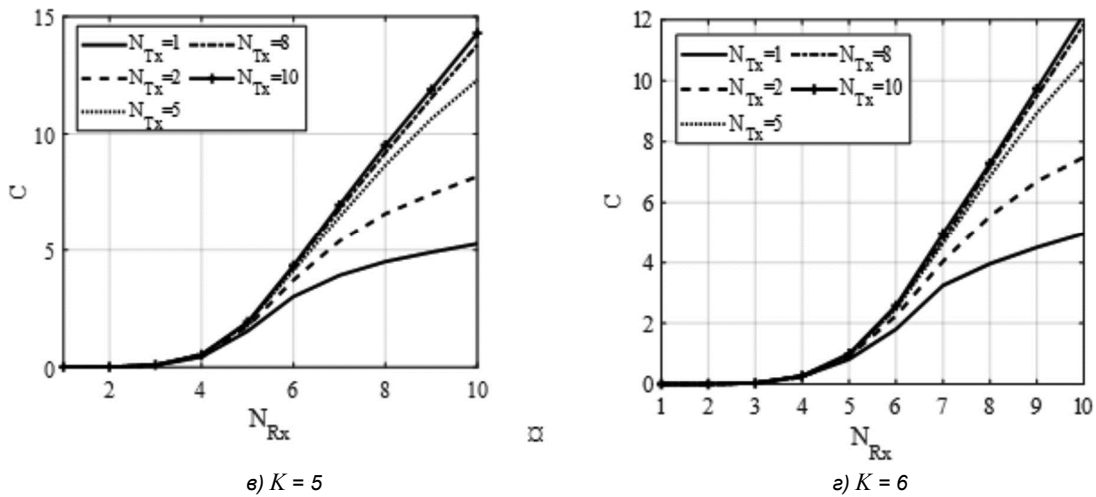 15
10
5
0
C
N_Tx=1 N_Tx=8
N_Tx=2 N_Tx=10
N_Tx=5
2 4 6 8 10
N_Rx
¤
в) K = 5
12
10
8
6
4
2
0
C
N_Tx=1 N_Tx=8
N_Tx=2 N_Tx=10
N_Tx=5
1 2 3 4 5 6 7 8 9 10
N_Rx
г) K = 6